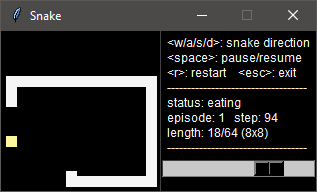 Snake
<w/a/s/d>: snake direction
<space>: pause/resume
<r>: restart <esc>: exit
------------------------------------
status: eating
episode: 1 step: 94
length: 18/64 (8x8)
------------------------------------